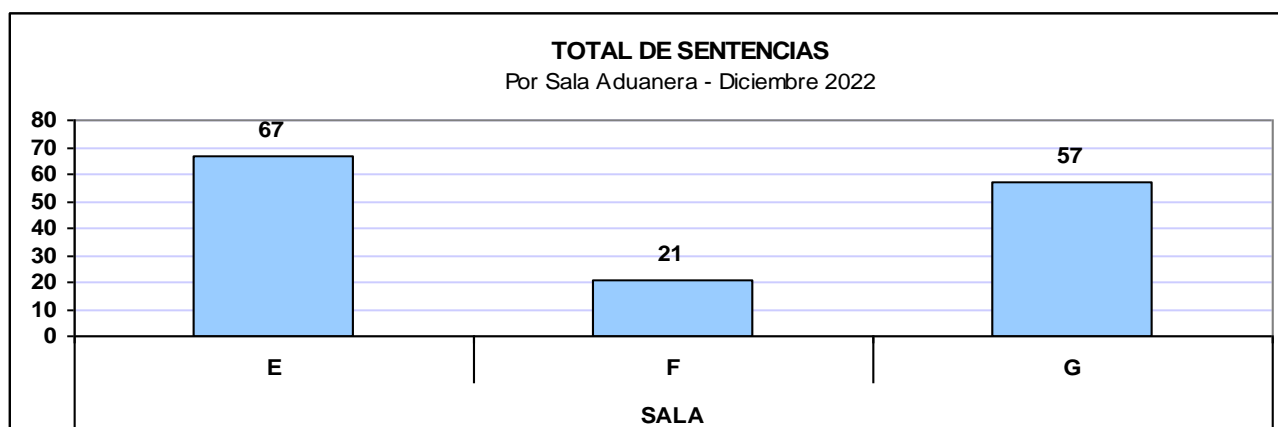 TOTAL DE SENTENCIAS
Por Sala Aduanera - Diciembre 2022
80
70
60
50
40
30
20
10
0
67
21
57
E
F
G
SALA